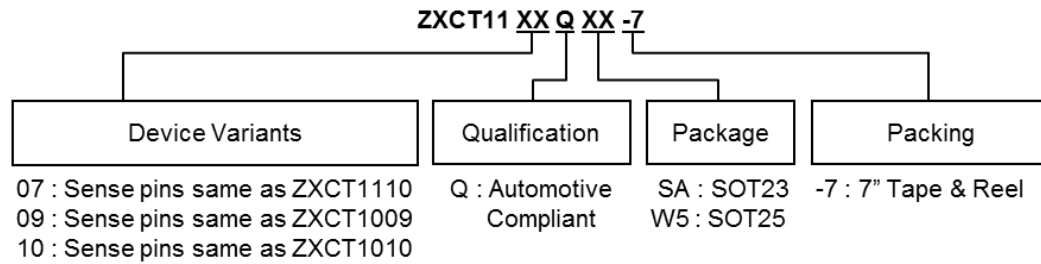 ZXCT11 XX Q XX -7
Device Variants
Qualification
Package
Packing
07 : Sense pins same as ZXCT1110
09 : Sense pins same as ZXCT1009
10 : Sense pins same as ZXCT1010
Q : Automotive
Compliant
SA : SOT23
W5 : SOT25
-7 : 7” Tape & Reel